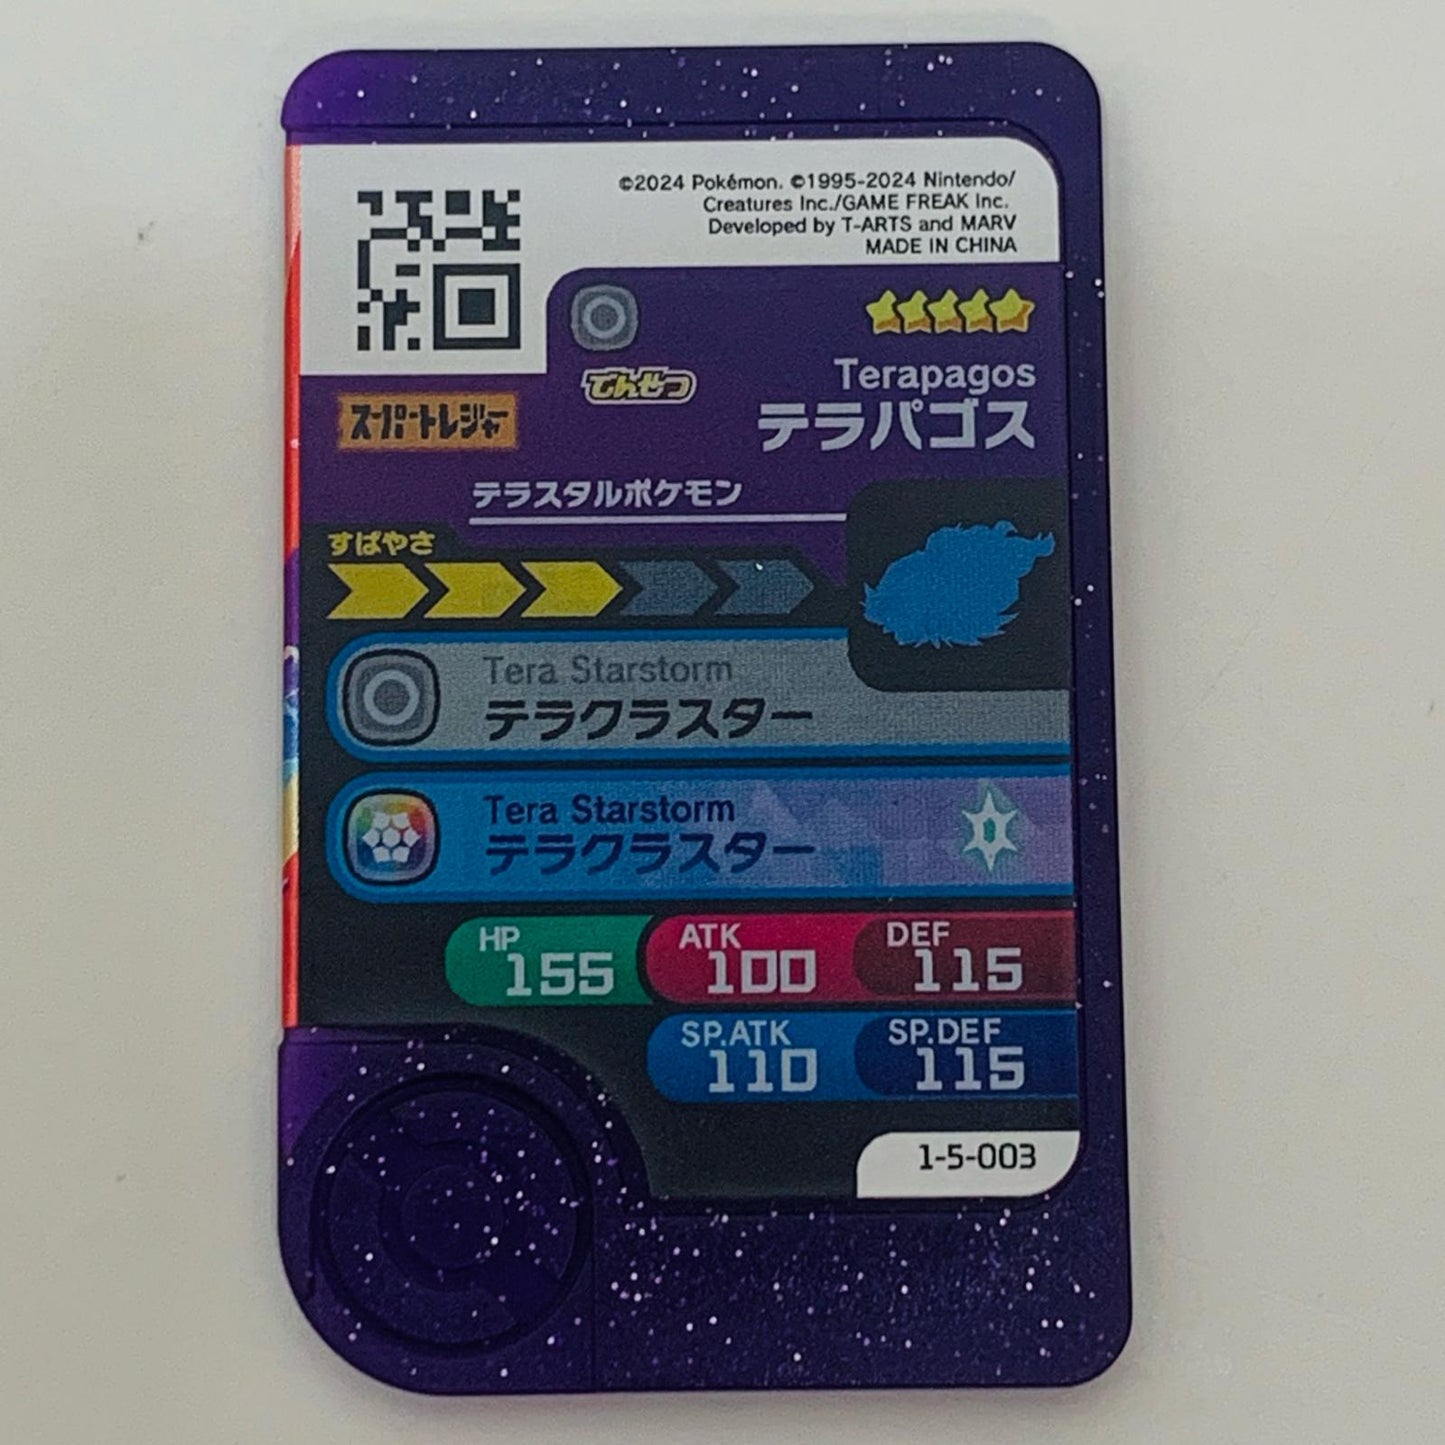 ©2024 Pokémon. ©1995-2024 Nintendo/
Creatures Inc./GAME FREAK Inc.
Developed by T-ARTS and MARV
MADE IN CHINA
でんせつ
スーパートレジャー
Terapagos
テラパゴス
テラスタルポケモン
すばやさ
Tera Starstorm
テラクラスター
Tera Starstorm
テラクラスター
HP 155 ATK 100 DEF 115
SP.ATK 110 SP.DEF 115
1-5-003